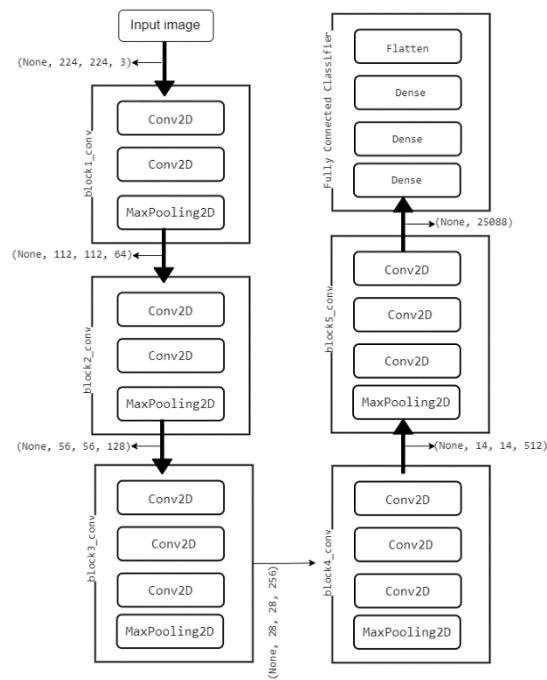 Input image
(None, 224, 224, 3)
block1_conv
Conv2D
Conv2D
MaxPooling2D
(None, 112, 112, 64)
block2_conv
Conv2D
Conv2D
MaxPooling2D
(None, 56, 56, 128)
block3_conv
Conv2D
Conv2D
Conv2D
MaxPooling2D
(None, 28, 28, 256)
block4_conv
Conv2D
Conv2D
Conv2D
MaxPooling2D
(None, 14, 14, 512)
block5_conv
Conv2D
Conv2D
Conv2D
MaxPooling2D
(None, 25088)
Fully Connected Classifier
Flatten
Dense
Dense
Dense